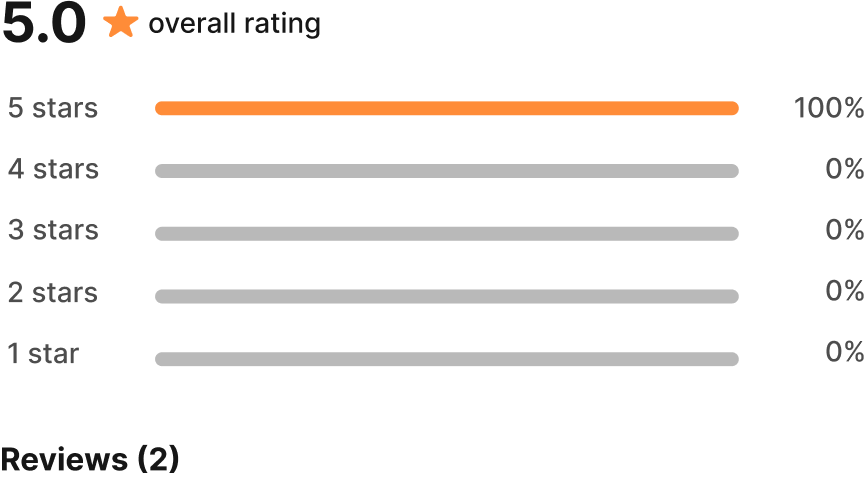 5.0 overall rating
5 stars 100%
4 stars 0%
3 stars 0%
2 stars 0%
1 star 0%
Reviews (2)